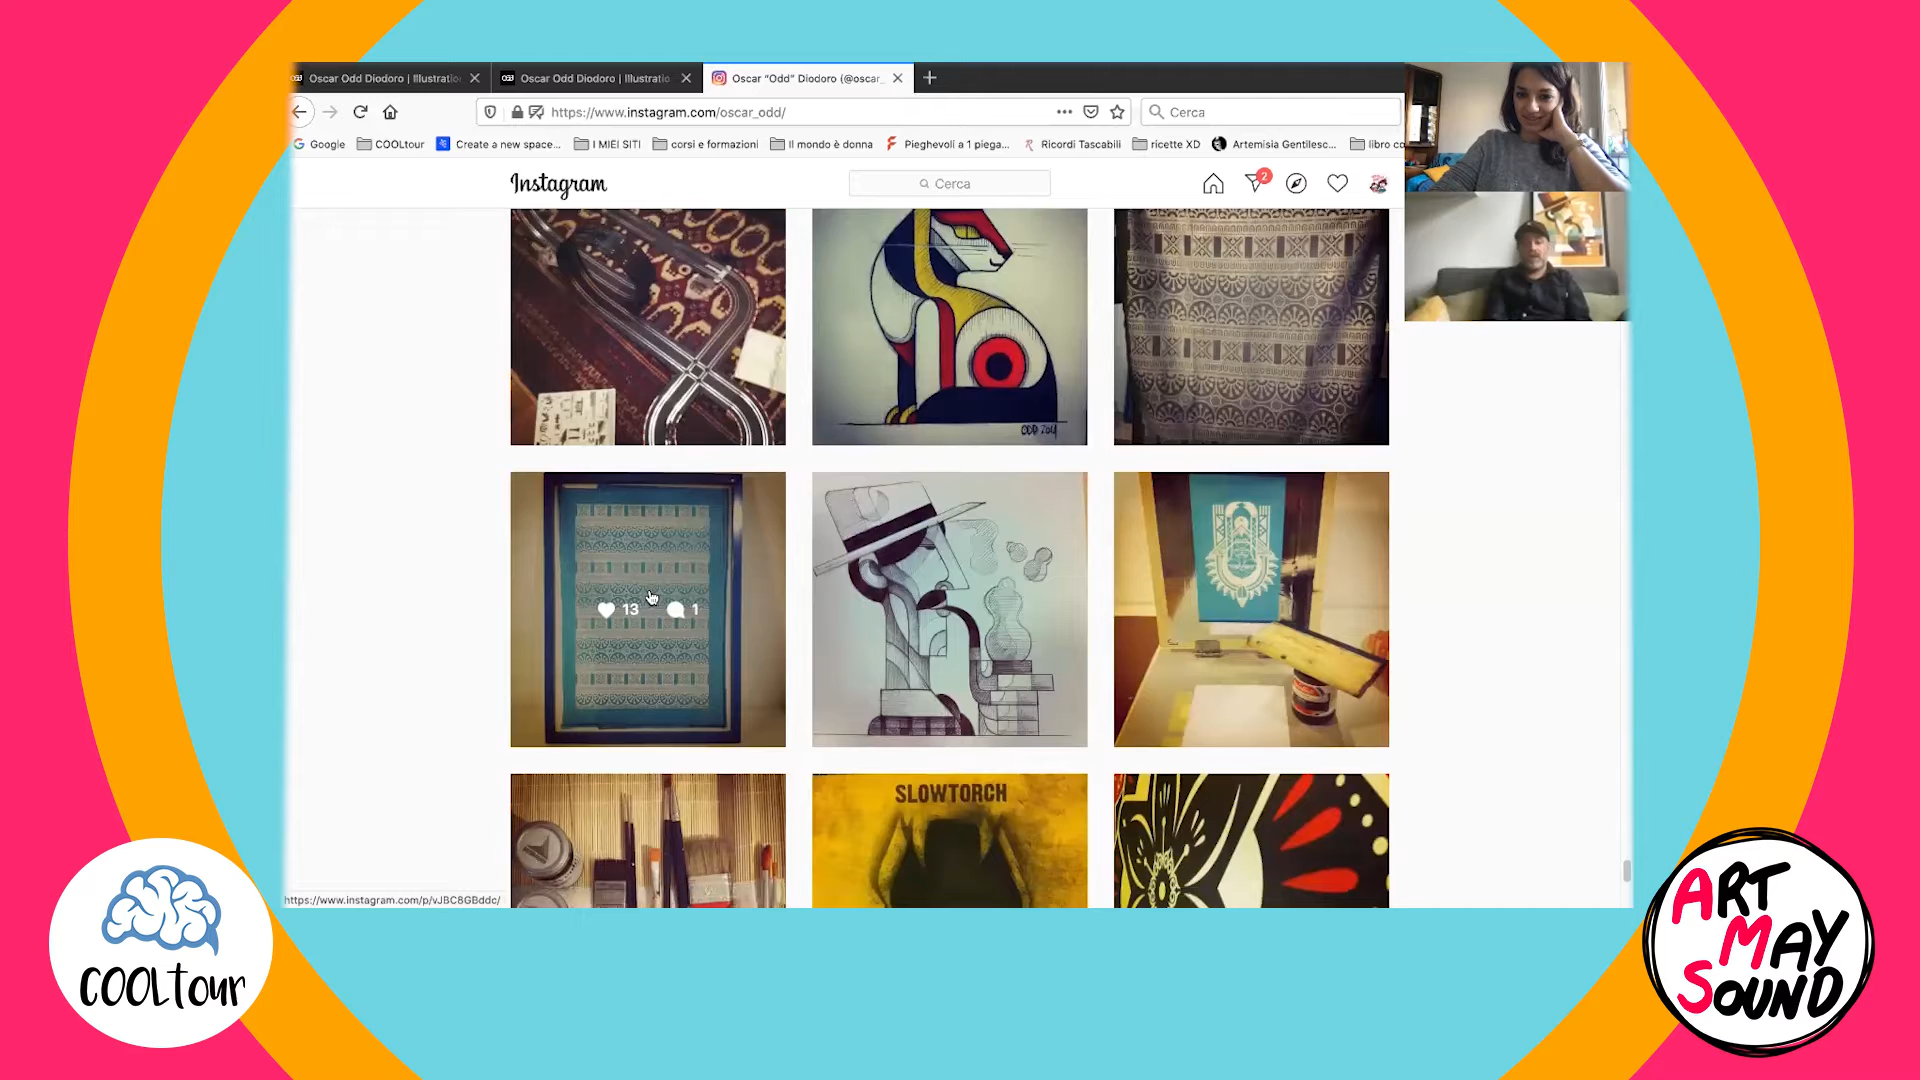 Oscar Odd Diodoro | Illustratio
Oscar Odd Diodoro | Illustratio
Oscar "Odd" Diodoro (@oscar_
https://www.instagram.com/oscar_odd/
Cerca
Google
COOLtour
Create a new space...
I MIEI SITI
corsi e formazioni
Il mondo è donna
Pieghevoli a 1 piega...
Ricordi Tascabili
ricette XD
Artemisia Gentilesc...
libro co
Instagram
Cerca
2
ODD 2014
13
1
SLOWTORCH
https://www.instagram.com/p/vJBC8GBddc/
COOLtour
ART
MAY
SOUND